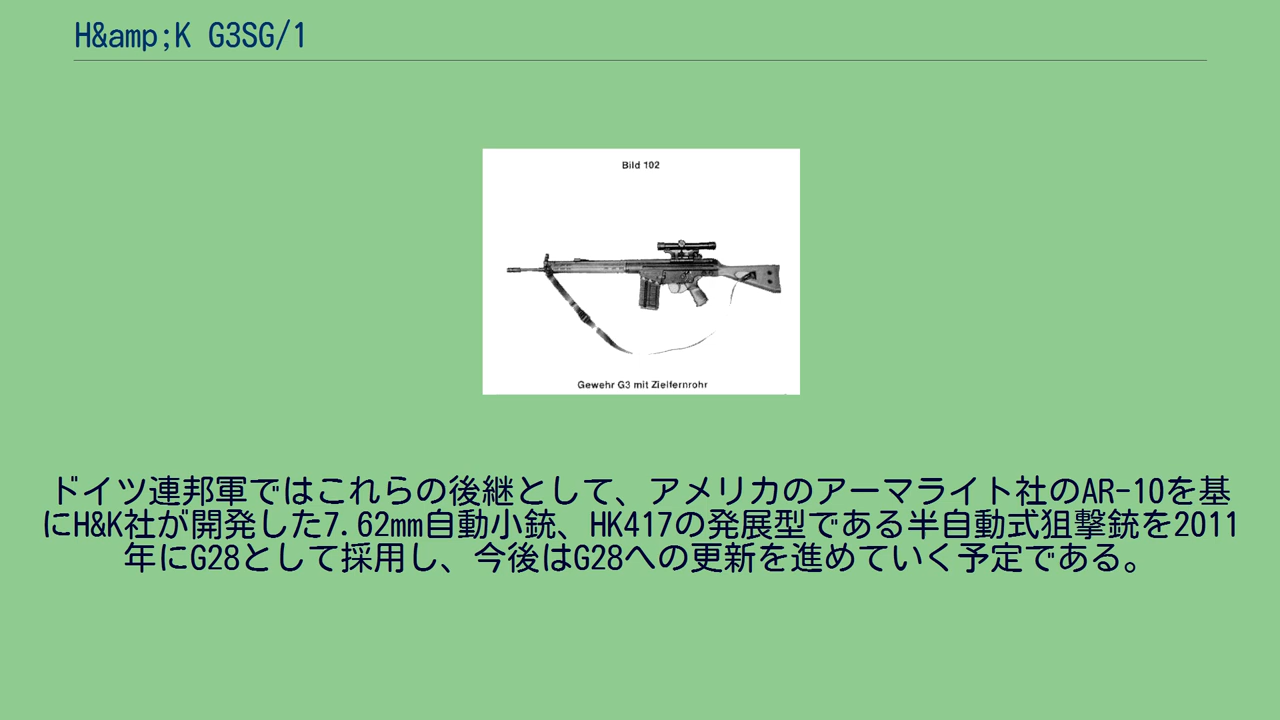 H&amp;K G3SG/1
Bild 102
Gewehr G3 mit Zielfernrohr
ドイツ連邦軍ではこれらの後継として、アメリカのアーマライト社のAR-10を基
にH&K社が開発した7.62mm自動小銃、HK417の発展型である半自動式狙撃銃を2011
年にG28として採用し、今後はG28への更新を進めていく予定である。